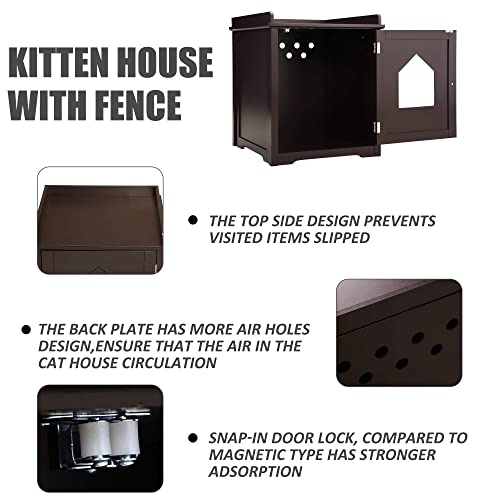 KITTEN HOUSE
WITH FENCE
THE TOP SIDE DESIGN PREVENTS
VISITED ITEMS SLIPPED
THE BACK PLATE HAS MORE AIR HOLES
DESIGN,ENSURE THAT THE AIR IN THE
CAT HOUSE CIRCULATION
SNAP-IN DOOR LOCK, COMPARED TO
MAGNETIC TYPE HAS STRONGER
ADSORPTION